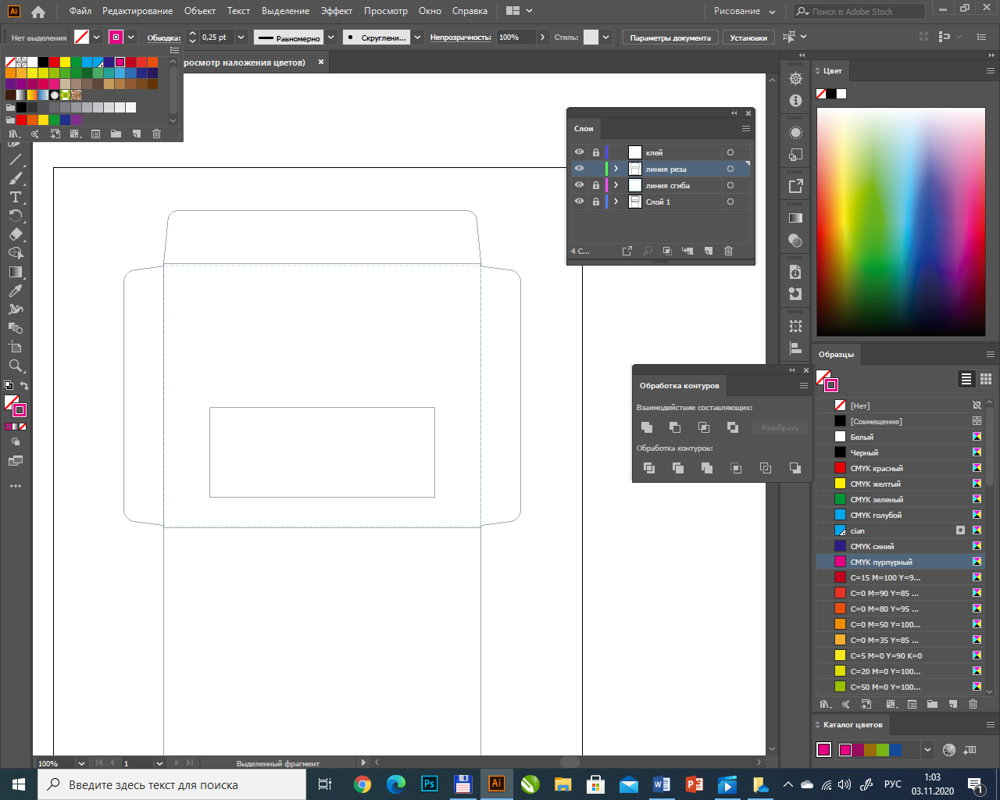 Ai Файл Редактирование Объект Текст Выделение Эффект Просмотр Окно Справка Рисование Поиск в Adobe Stock
Нет выделения Обводка: 0,25 pt Равномерно Скруглени... Непрозрачность: 100% Стиль: Параметры документа Установки
росмотр наложения цветов) ×
Цвет
Слои
клей
линия реза
линия сгиба
Слой 1
4 С...
Образцы
Обработка контуров
Взаимодействие составляющих:
Разобрать
Обработка контуров:
[Нет]
[Совмещение]
Белый
Черный
CMYK красный
CMYK желтый
CMYK зеленый
CMYK голубой
cian
CMYK синий
CMYK пурпурный
C=15 M=100 Y=9...
C=0 M=90 Y=85 ...
C=0 M=80 Y=95 ...
C=0 M=50 Y=100...
C=0 M=35 Y=85 ...
C=5 M=0 Y=90 K=0
C=20 M=0 Y=100...
C=50 M=0 Y=100...
Каталог цветов
100% 1 Выделенный фрагмент
Введите здесь текст для поиска
Ps Ai W P
РУС
1:03
03.11.2020
1